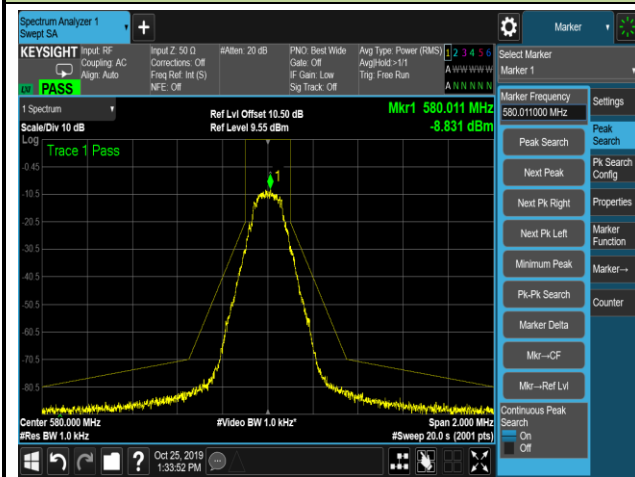 Spectrum Analyzer 1
Swept SA
Marker
KEYSIGHT
Input: RF
Coupling: AC
Align: Auto
Input Z: 50 Ω
Corrections: Off
Freq Ref: Int (S)
NFE: Off
#Atten: 20 dB
PNO: Best Wide
Gate: Off
IF Gain: Low
Sig Track: Off
Avg Type: Power (RMS)
Avg|Hold >1/1
Trig: Free Run
1 2 3 4 5 6
A W W W W W
A N N N N N
LXI
PASS
Select Marker
Marker 1
1 Spectrum
Scale/Div 10 dB
Log
Ref Lvl Offset 10.50 dB
Ref Level 9.55 dBm
Mkr1 580.011 MHz
-8.831 dBm
Trace 1 Pass
1
-0.45
-10.5
-20.5
-30.5
-40.5
-50.5
-60.5
-70.5
-80.5
Center 580.000 MHz
#Res BW 1.0 kHz
#Video BW 1.0 kHz*
Span 2.000 MHz
#Sweep 20.0 s (2001 pts)
Marker Frequency
580.011000 MHz
Peak Search
Next Peak
Next Pk Right
Next Pk Left
Minimum Peak
Pk-Pk Search
Marker Delta
Mkr→CF
Mkr→Ref Lvl
Continuous Peak
Search
On
Off
Settings
Peak
Search
Pk Search
Config
Properties
Marker
Function
Marker→
Counter
Oct 25, 2019
1:33:52 PM